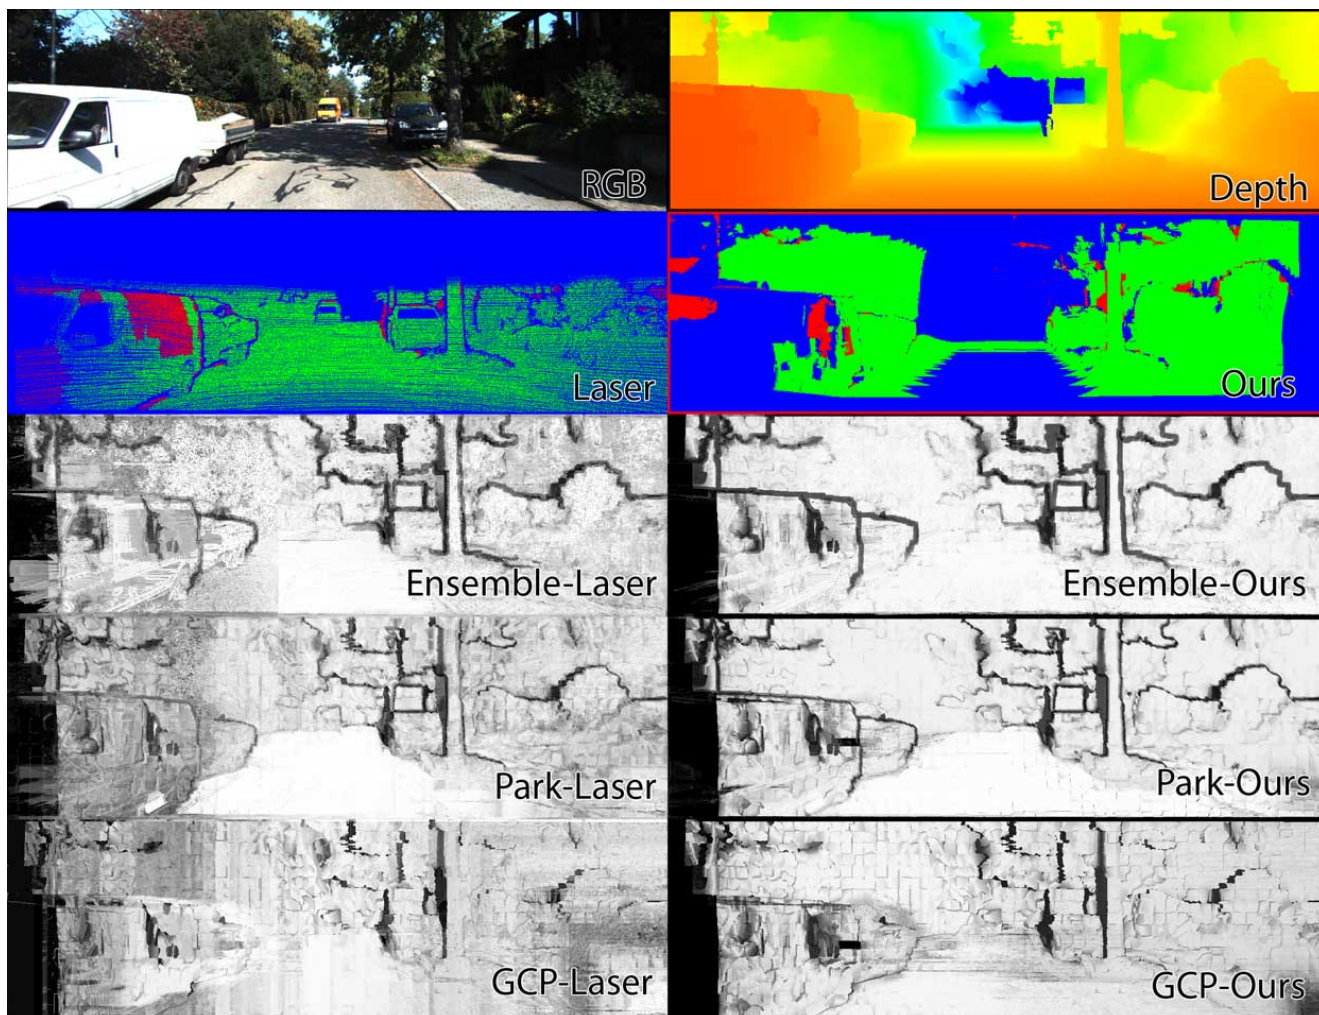 RGB
Depth
Laser
Ours
Ensemble-Laser
Ensemble-Ours
Park-Laser
Park-Ours
GCP-Laser
GCP-Ours